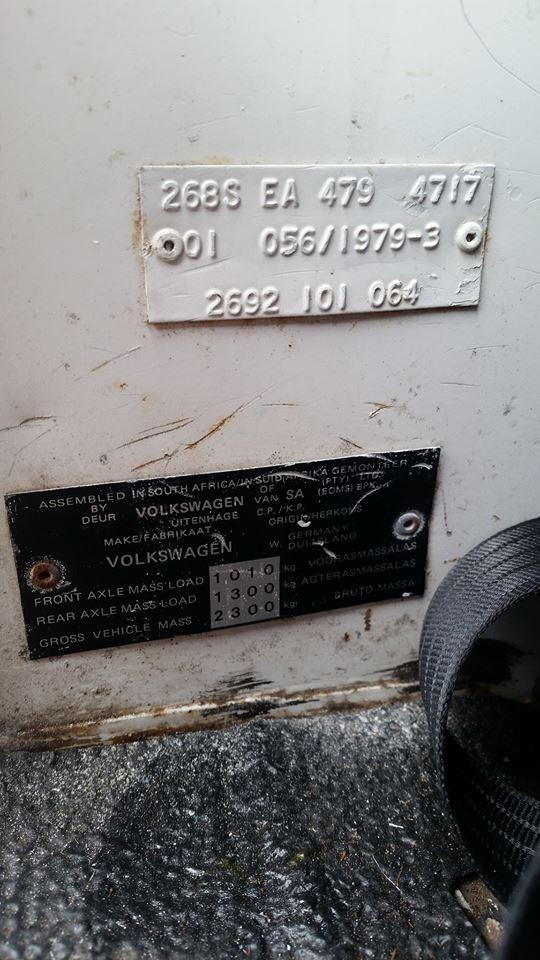 268S EA 479 4717
001 056/1979-3
2692 101 064
ASSEMBLED IN SOUTH AFRICA/IN SUID AFRIKA GEMONTEER
BY VOLKSWAGEN OF SA (PTY) LTD.
DEUR VAN (EDMS) BPK.
UITENHAGE C.P./K.P.
MAKE/FABRIKAAT ORIGIN/HERKOMS
VOLKSWAGEN W. GERMANY
DUITSLAND
FRONT AXLE MASS LOAD 1010 kg VOORASMASSALAS
REAR AXLE MASS LOAD 1300 kg AGTERASMASSALAS
GROSS VEHICLE MASS 2300 kg BRUTO MASSA